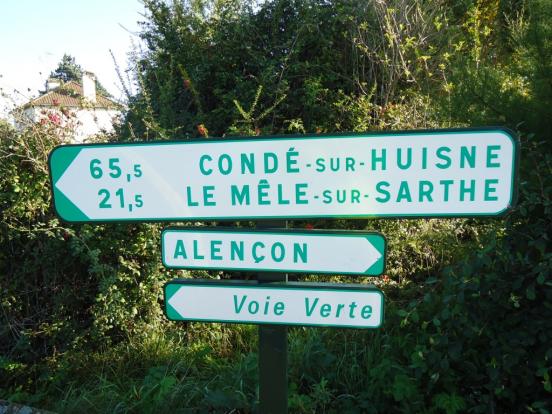 65,5 CONDÉ-SUR-HUISNE
21,5 LE MÊLE-SUR-SARTHE
ALENÇON
Voie Verte